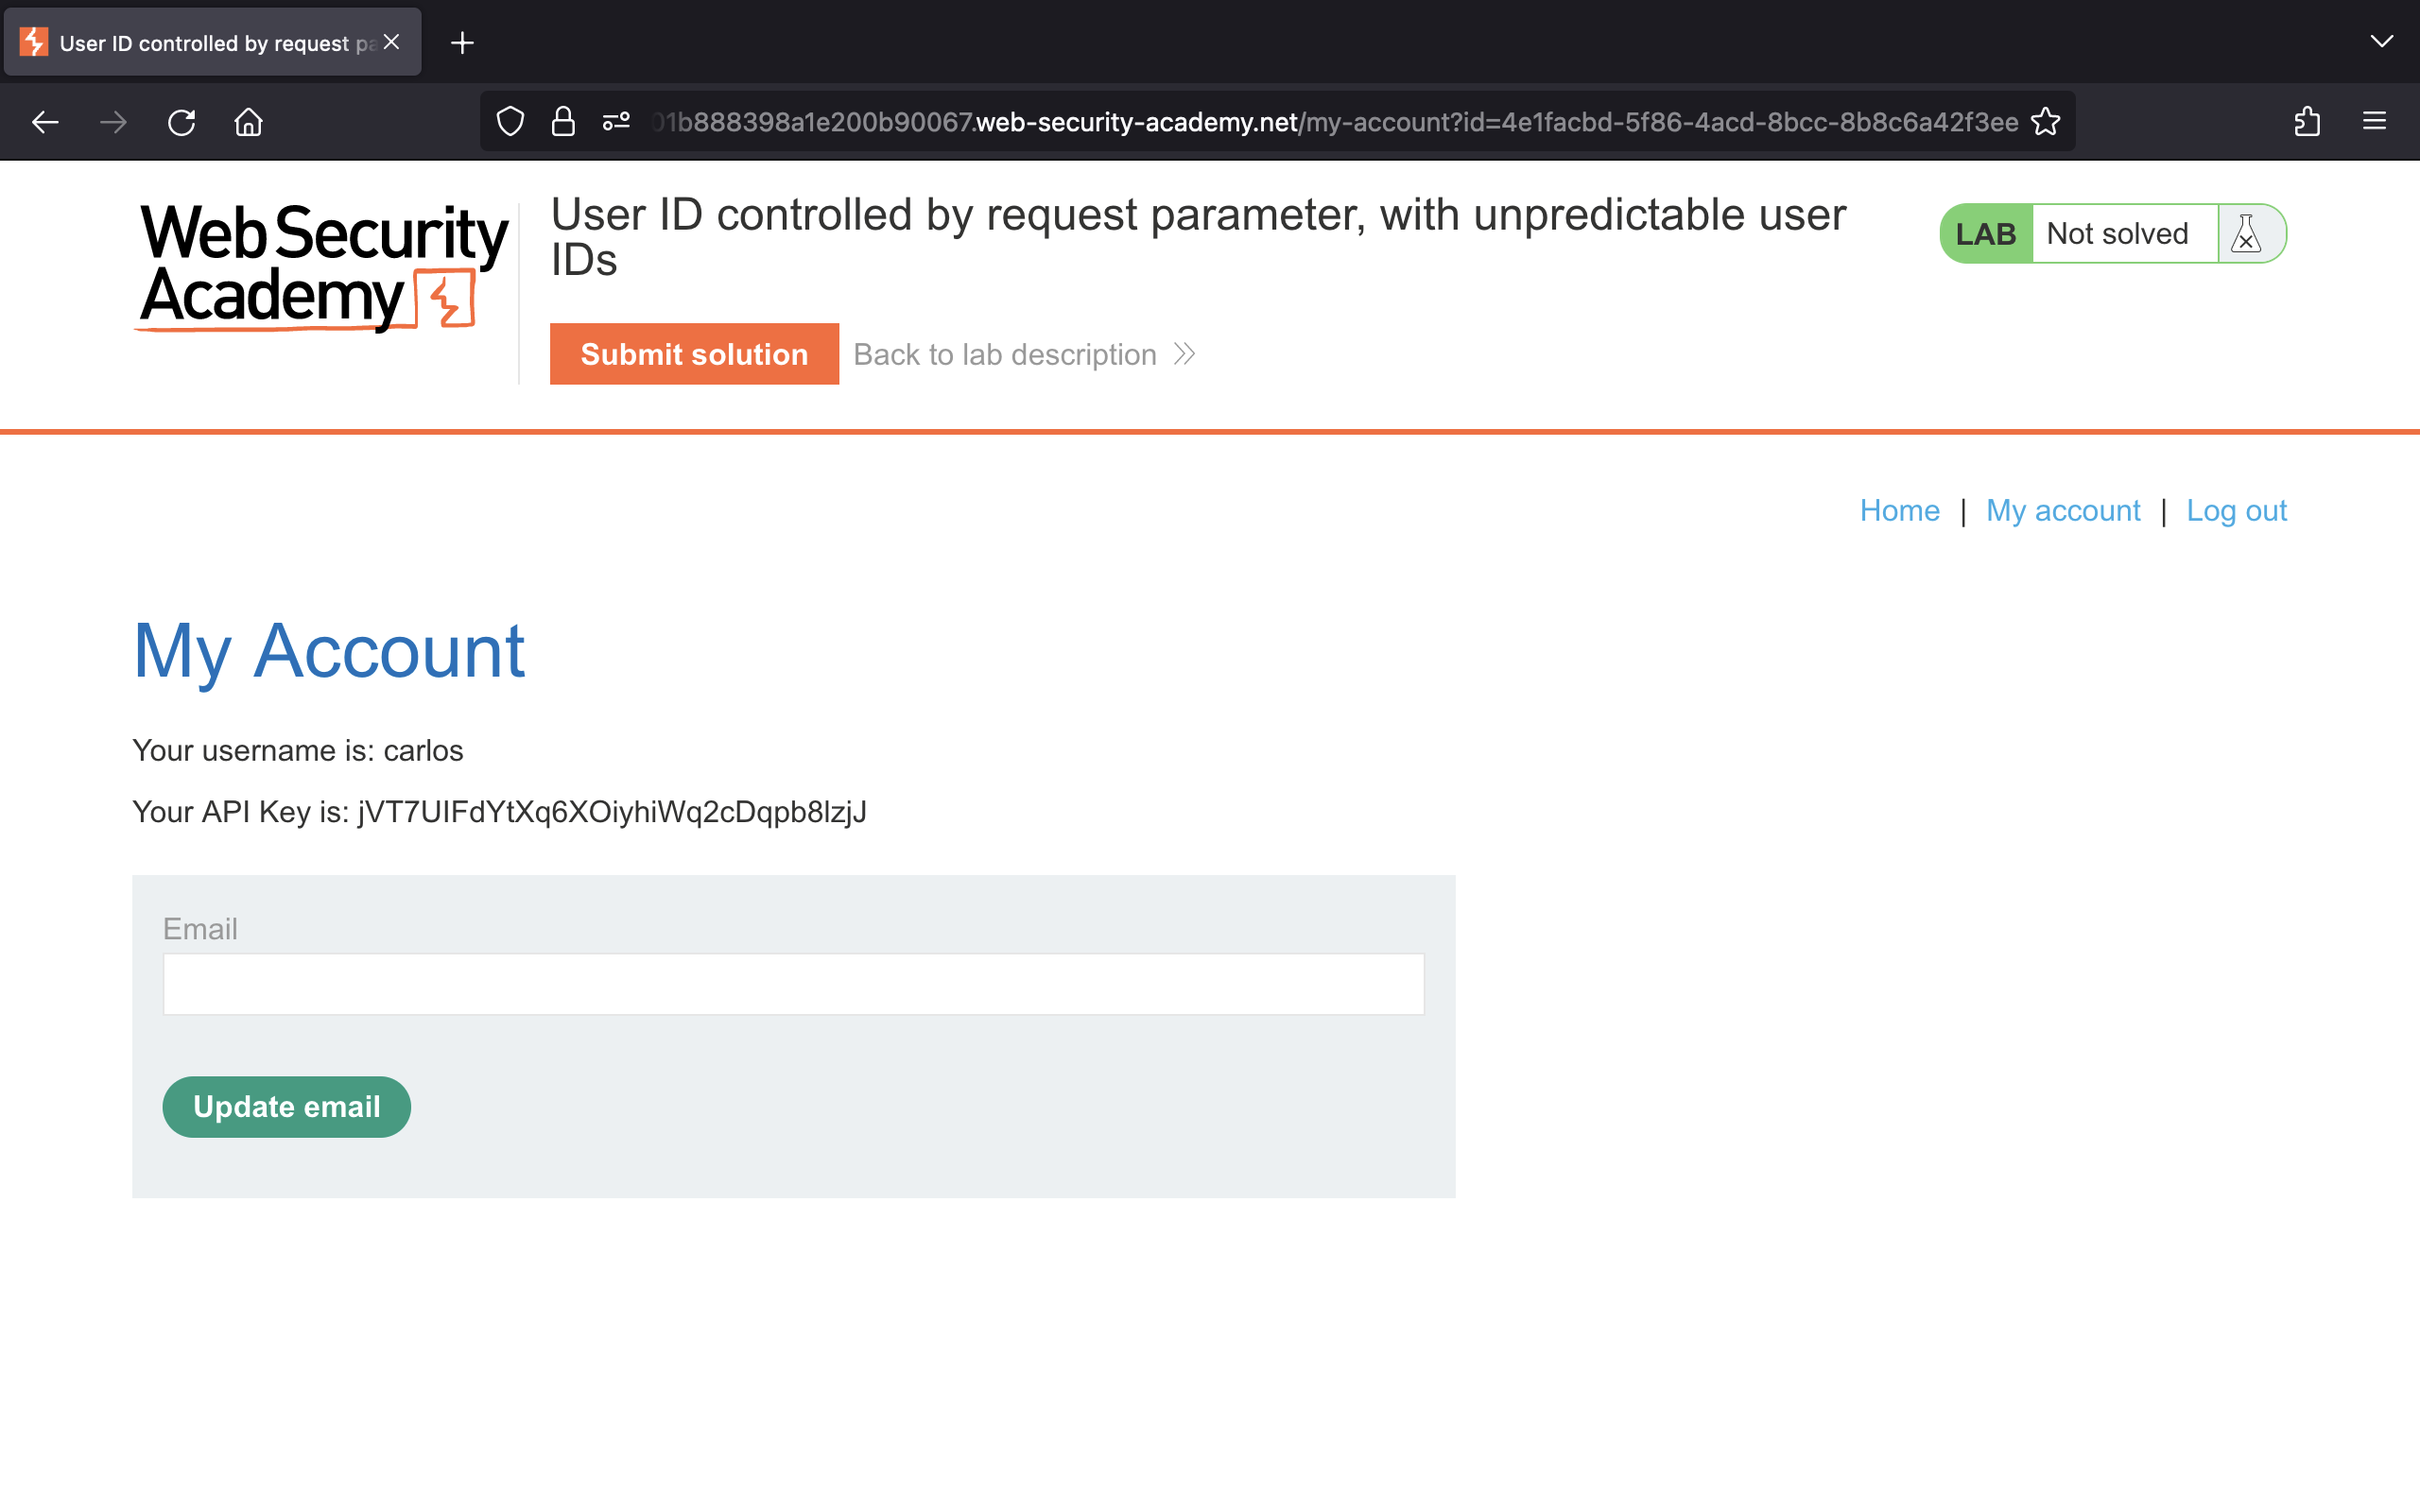 User ID controlled by request pa
01b888398a1e200b90067.web-security-academy.net/my-account?id=4e1facbd-5f86-4acd-8bcc-8b8c6a42f3ee
Web Security
Academy
User ID controlled by request parameter, with unpredictable user
IDs
LAB Not solved
Submit solution Back to lab description
Home | My account | Log out
My Account
Your username is: carlos
Your API Key is: jVT7UIFdYtXq6XOiyhiWq2cDqpb8lzjJ
Email
Update email